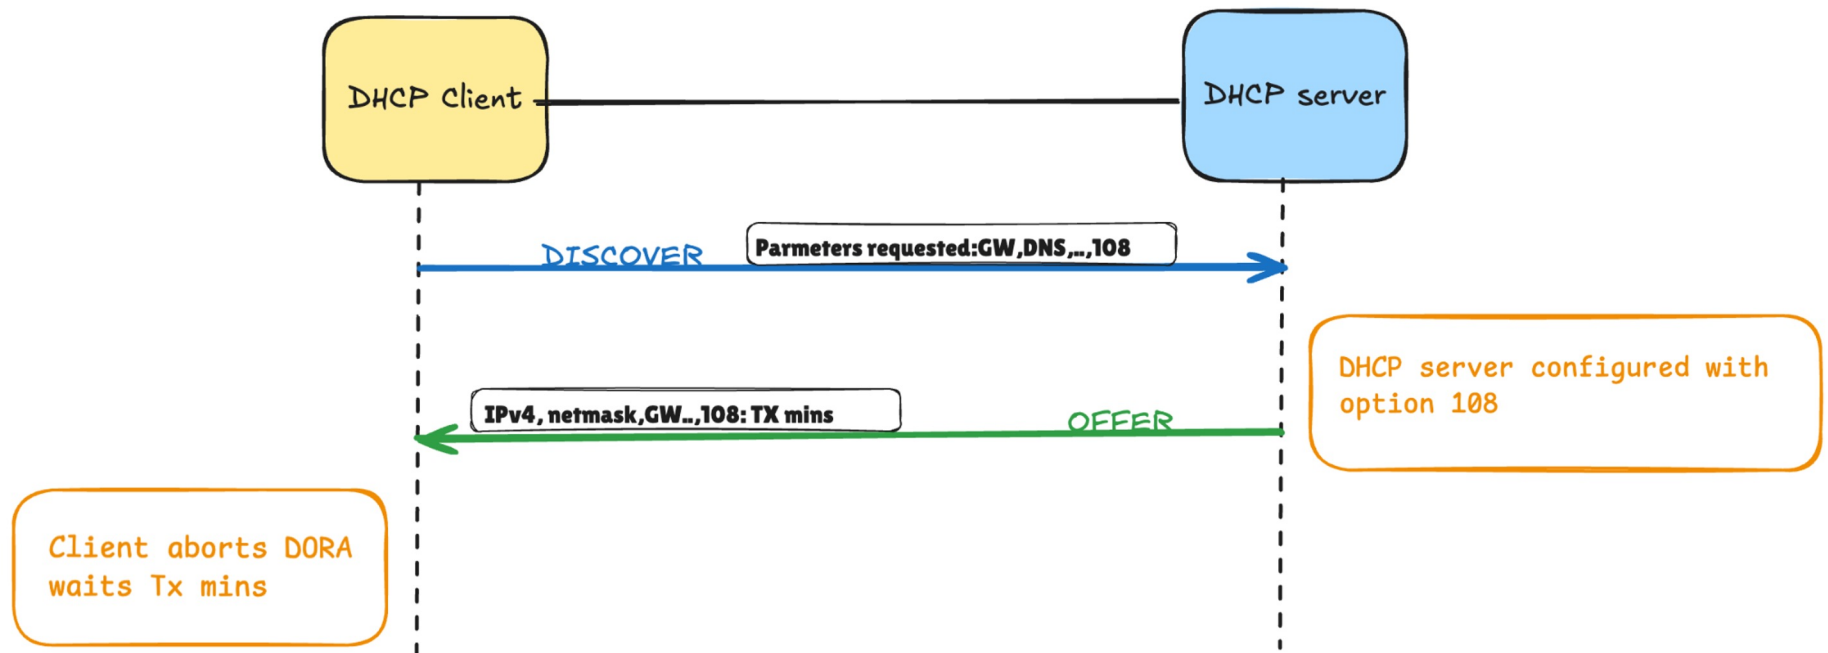 DHCP Client
DHCP server
DISCOVER
Parmeters requested:GW,DNS,..,108
DHCP server configured with
option 108
IPv4, netmask,GW..,108: TX mins
OFFER
Client aborts DORA
waits Tx mins